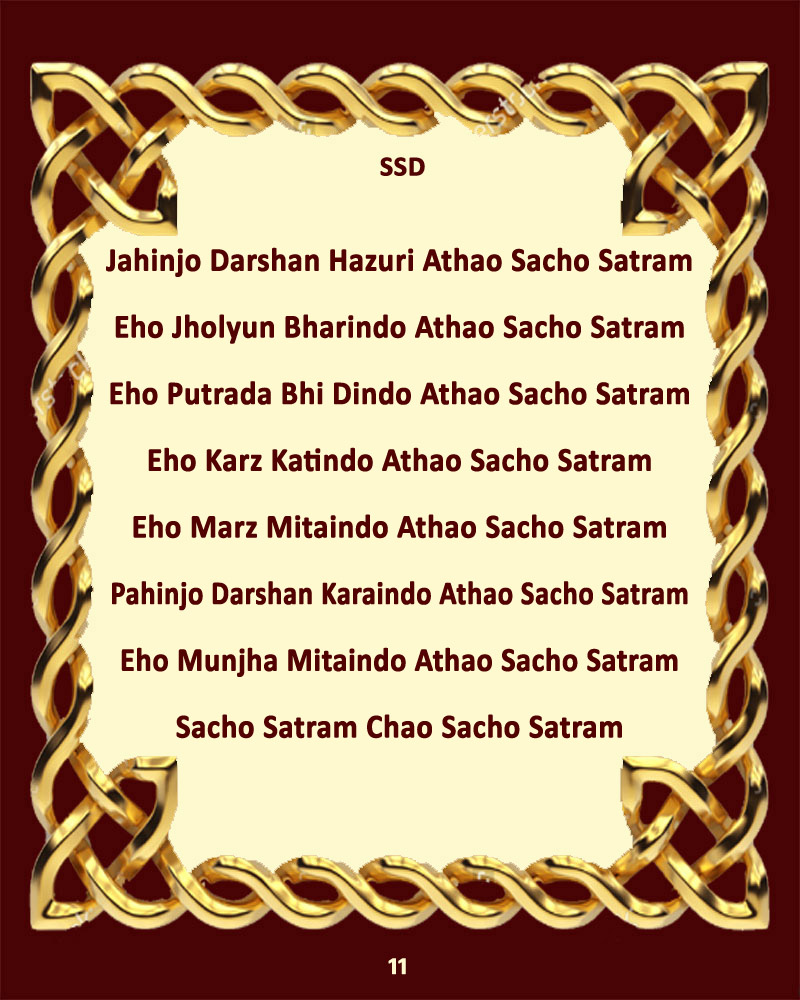 SSD
Jahinjo Darshan Hazuri Athao Sacho Satram
Eho Jholyun Bharindo Athao Sacho Satram
Eho Putrada Bhi Dindo Athao Sacho Satram
Eho Karz Katindo Athao Sacho Satram
Eho Marz Mitaindo Athao Sacho Satram
Pahinjo Darshan Karaindo Athao Sacho Satram
Eho Munjha Mitaindo Athao Sacho Satram
Sacho Satram Chao Sacho Satram
11